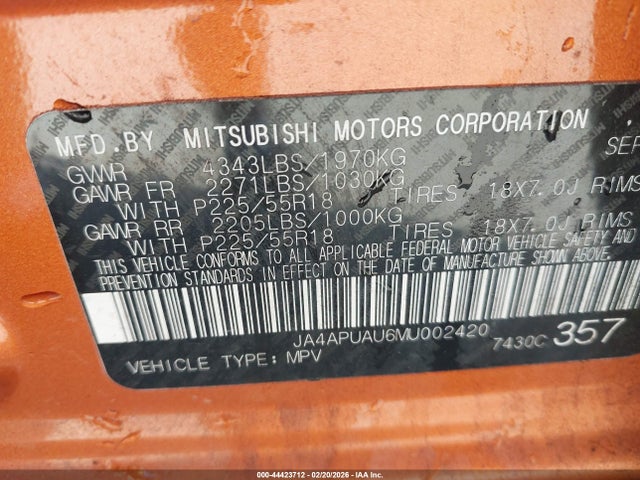 MFD.BY MITSUBISHI MOTORS CORPORATION
GVWR 4343LBS/1970KG SER
GAWR FR 2271LBS/1030KG
WITH P225/55R18 TIRES 18X7.0J RIMS
GAWR RR 2205LBS/1000KG
WITH P225/55R18 TIRES 18X7.0J RIMS
THIS VEHICLE CONFORMS TO ALL APPLICABLE FEDERAL MOTOR VEHICLE SAFETY AND
PREVENTION STANDARDS IN EFFECT ON THE DATE OF MANUFACTURE SHOWN ABOVE.
JA4APUAU6MU002420 7430C 357
VEHICLE TYPE: MPV
000-44423712 - 02/20/2026 - IAA Inc.